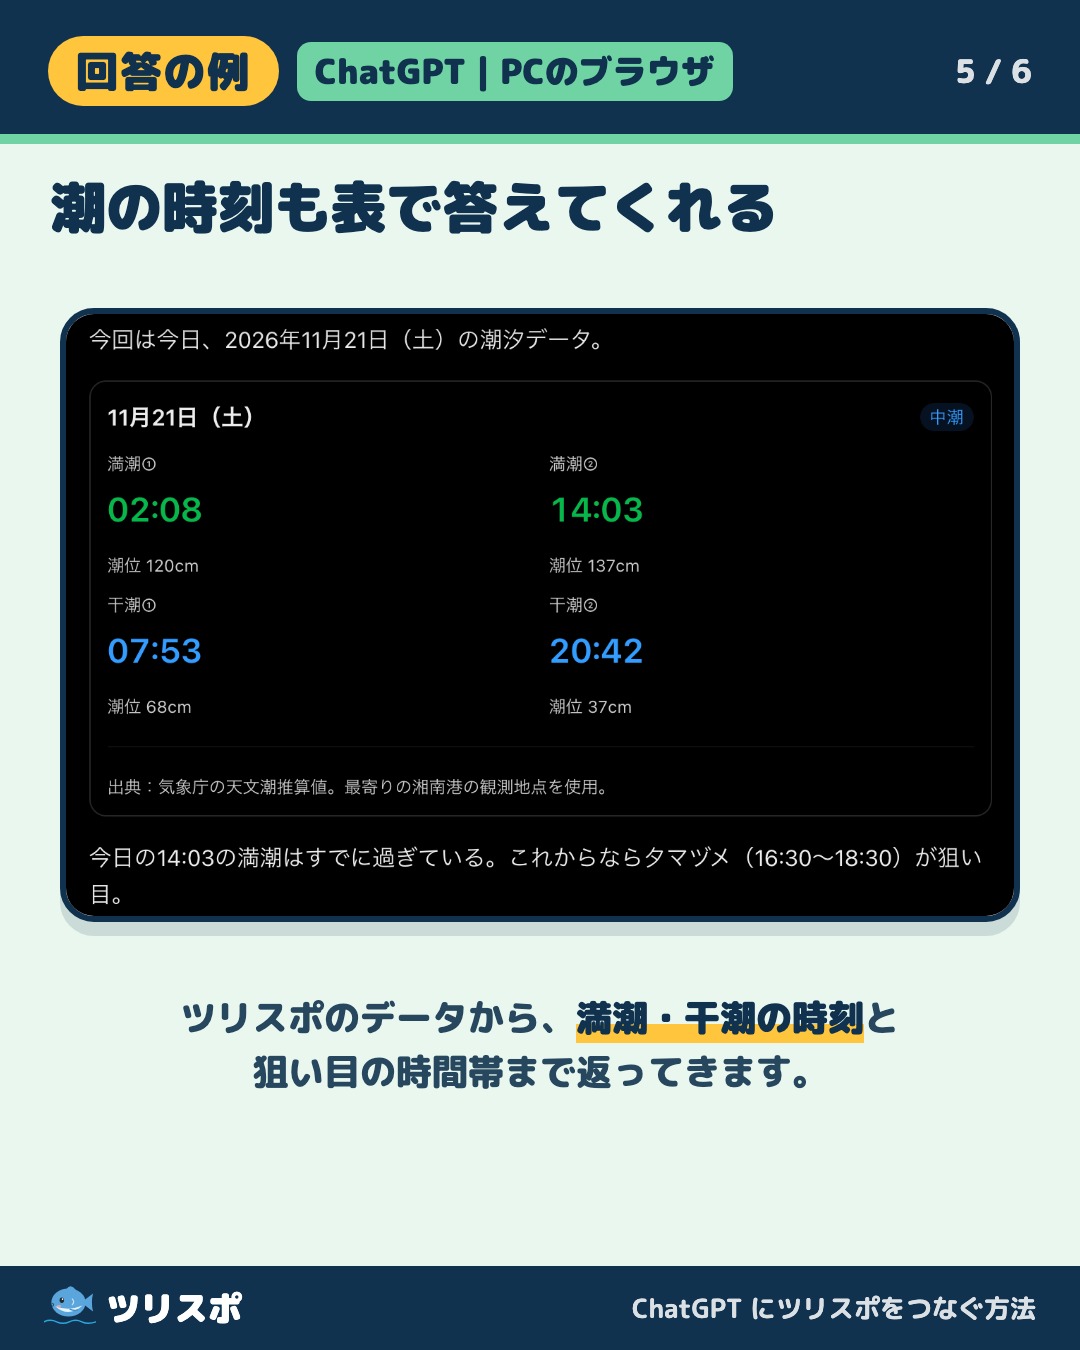 回答の例
ChatGPT | PCのブラウザ
5 / 6
潮の時刻も表で答えてくれる
今回は今日、2026年11月21日（土）の潮汐データ。
11月21日（土）
中潮
満潮①
満潮②
02:08
14:03
潮位 120cm
潮位 137cm
干潮①
干潮②
07:53
20:42
潮位 68cm
潮位 37cm
出典：気象庁の天文潮推算値。最寄りの湘南港の観測地点を使用。
今日の14:03の満潮はすでに過ぎている。これからなら夕マヅメ（16:30〜18:30）が狙い
目。
ツリスポのデータから、満潮・干潮の時刻と
狙い目の時間帯まで返ってきます。
ツリスポ
ChatGPT にツリスポをつなぐ方法